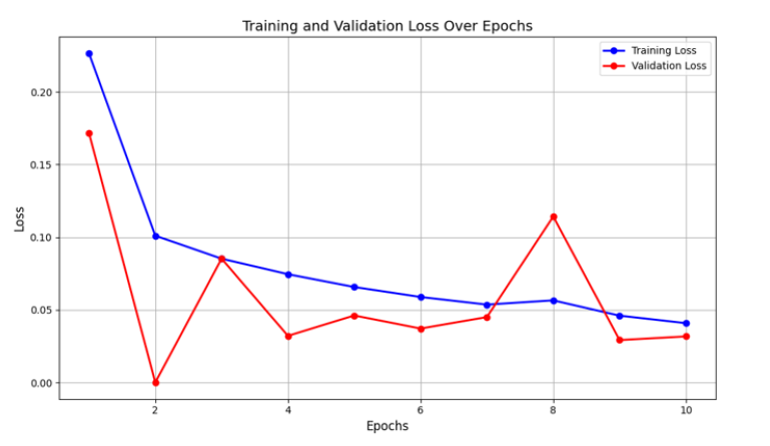 Training and Validation Loss Over Epochs
Training Loss
Validation Loss
0.20
0.15
0.10
0.05
0.00
Loss
2 4 6 8 10
Epochs